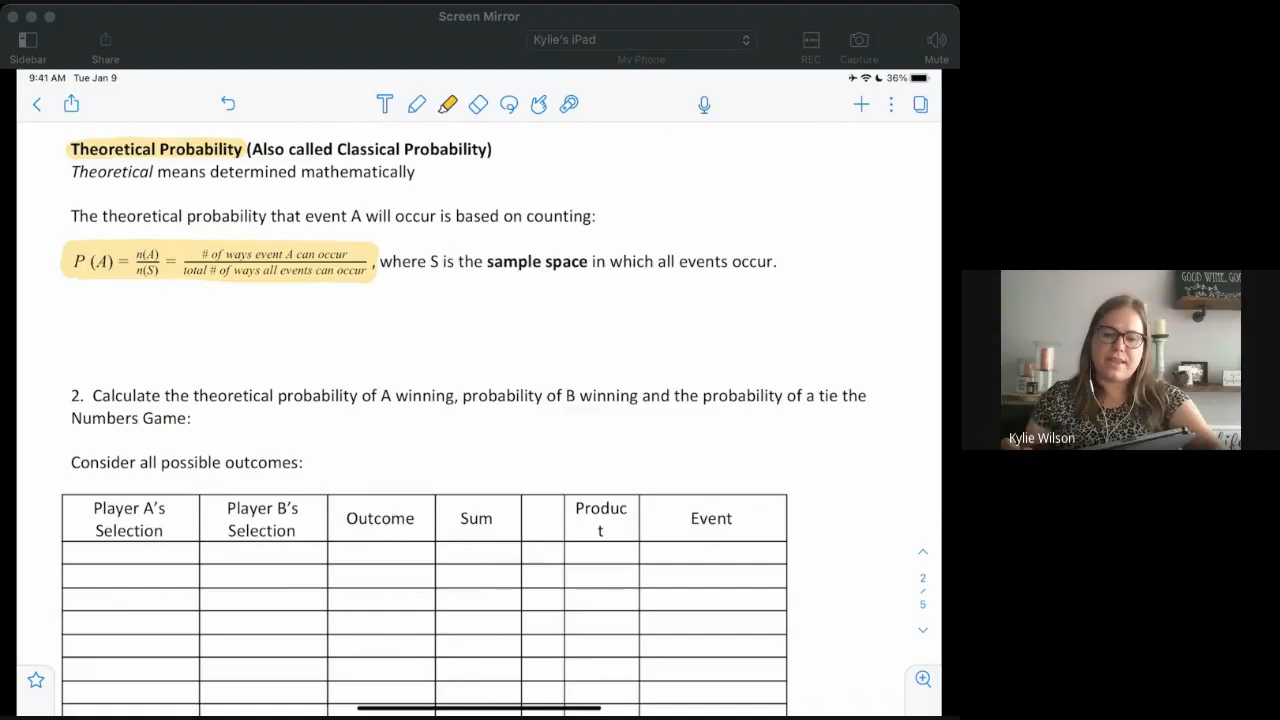 Screen Mirror
Kylie's iPad
Sidebar
Share
My Phone
REC
Capture
Mute
9:41 AM Tue Jan 9
36%
Theoretical Probability (Also called Classical Probability)
Theoretical means determined mathematically
The theoretical probability that event A will occur is based on counting:
P (A) = n(A)/n(S) = # of ways event A can occur/total # of ways all events can occur , where S is the sample space in which all events occur.
2. Calculate the theoretical probability of A winning, probability of B winning and the probability of a tie the
Numbers Game:
Consider all possible outcomes:
Player A's Selection
Player B's Selection
Outcome
Sum
Produc
t
Event
2
/
5
GOOD WINE, GO
Kylie Wilson